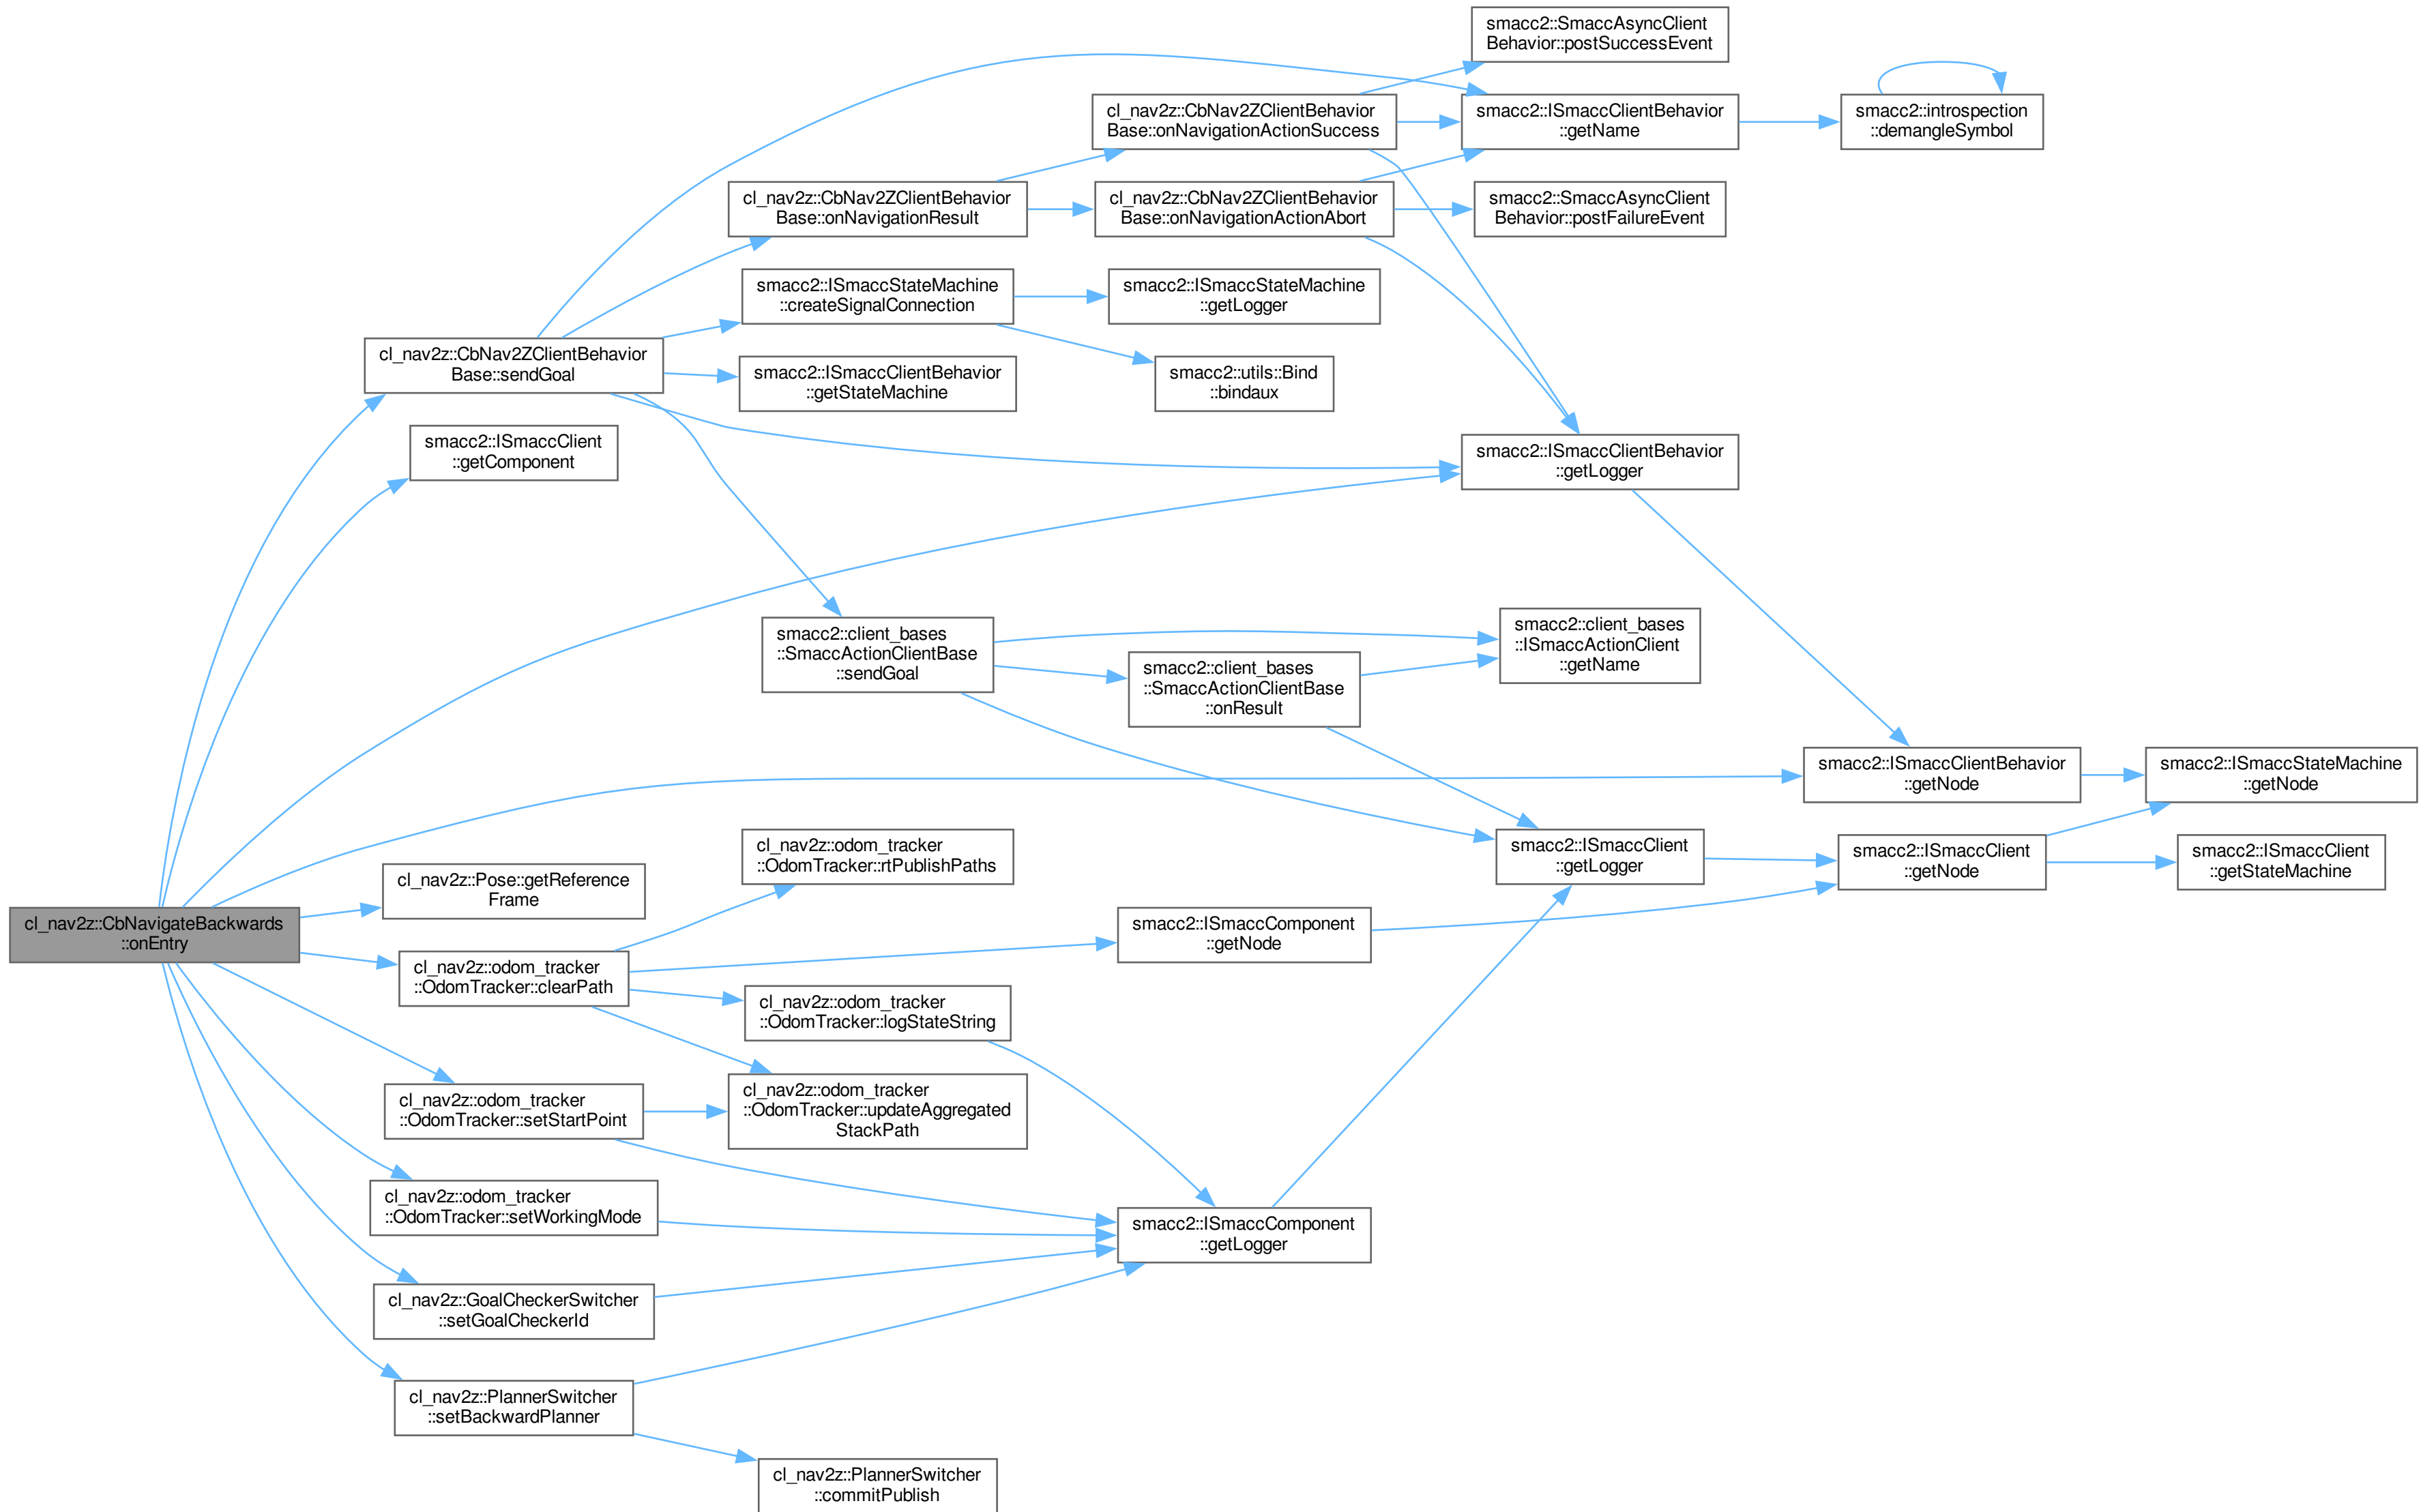 smacc2::SmaccAsyncClient
Behavior::postSuccessEvent
cl_nav2z::CbNav2ZClientBehavior
Base::onNavigationActionSuccess
smacc2::ISmaccClientBehavior
::getName
smacc2::introspection
::demangleSymbol
cl_nav2z::CbNav2ZClientBehavior
Base::onNavigationResult
cl_nav2z::CbNav2ZClientBehavior
Base::onNavigationActionAbort
smacc2::SmaccAsyncClient
Behavior::postFailureEvent
smacc2::ISmaccStateMachine
::createSignalConnection
smacc2::ISmaccStateMachine
::getLogger
cl_nav2z::CbNav2ZClientBehavior
Base::sendGoal
smacc2::ISmaccClientBehavior
::getStateMachine
smacc2::utils::Bind
::bindaux
smacc2::ISmaccClient
::getComponent
smacc2::ISmaccClientBehavior
::getLogger
smacc2::client_bases
::SmaccActionClientBase
::sendGoal
smacc2::client_bases
::ISmaccActionClient
::getName
smacc2::client_bases
::SmaccActionClientBase
::onResult
smacc2::ISmaccClientBehavior
::getNode
smacc2::ISmaccStateMachine
::getNode
cl_nav2z::odom_tracker
::OdomTracker::rtPublishPaths
smacc2::ISmaccClient
::getLogger
smacc2::ISmaccClient
::getNode
smacc2::ISmaccClient
::getStateMachine
cl_nav2z::Pose::getReference
Frame
cl_nav2z::CbNavigateBackwards
::onEntry
smacc2::ISmaccComponent
::getNode
cl_nav2z::odom_tracker
::OdomTracker::clearPath
cl_nav2z::odom_tracker
::OdomTracker::logStateString
cl_nav2z::odom_tracker
::OdomTracker::setStartPoint
cl_nav2z::odom_tracker
::OdomTracker::updateAggregated
StackPath
cl_nav2z::odom_tracker
::OdomTracker::setWorkingMode
smacc2::ISmaccComponent
::getLogger
cl_nav2z::GoalCheckerSwitcher
::setGoalCheckerId
cl_nav2z::PlannerSwitcher
::setBackwardPlanner
cl_nav2z::PlannerSwitcher
::commitPublish